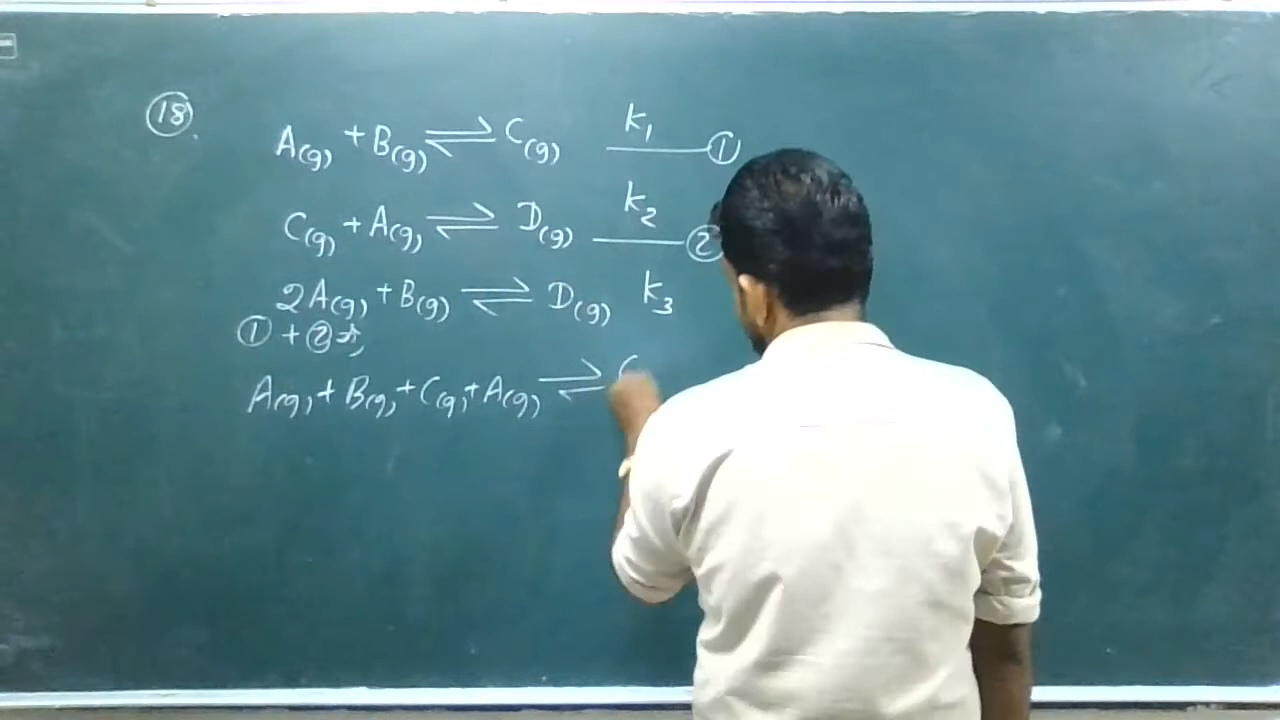 18.
A(g) + B(g) ⇌ C(g) k1 —— ①
C(g) + A(g) ⇌ D(g) k2 —— ②
2A(g) + B(g) ⇌ D(g) k3
① + ② ⇒,
A(g) + B(g) + C(g) + A(g) ⇌ C